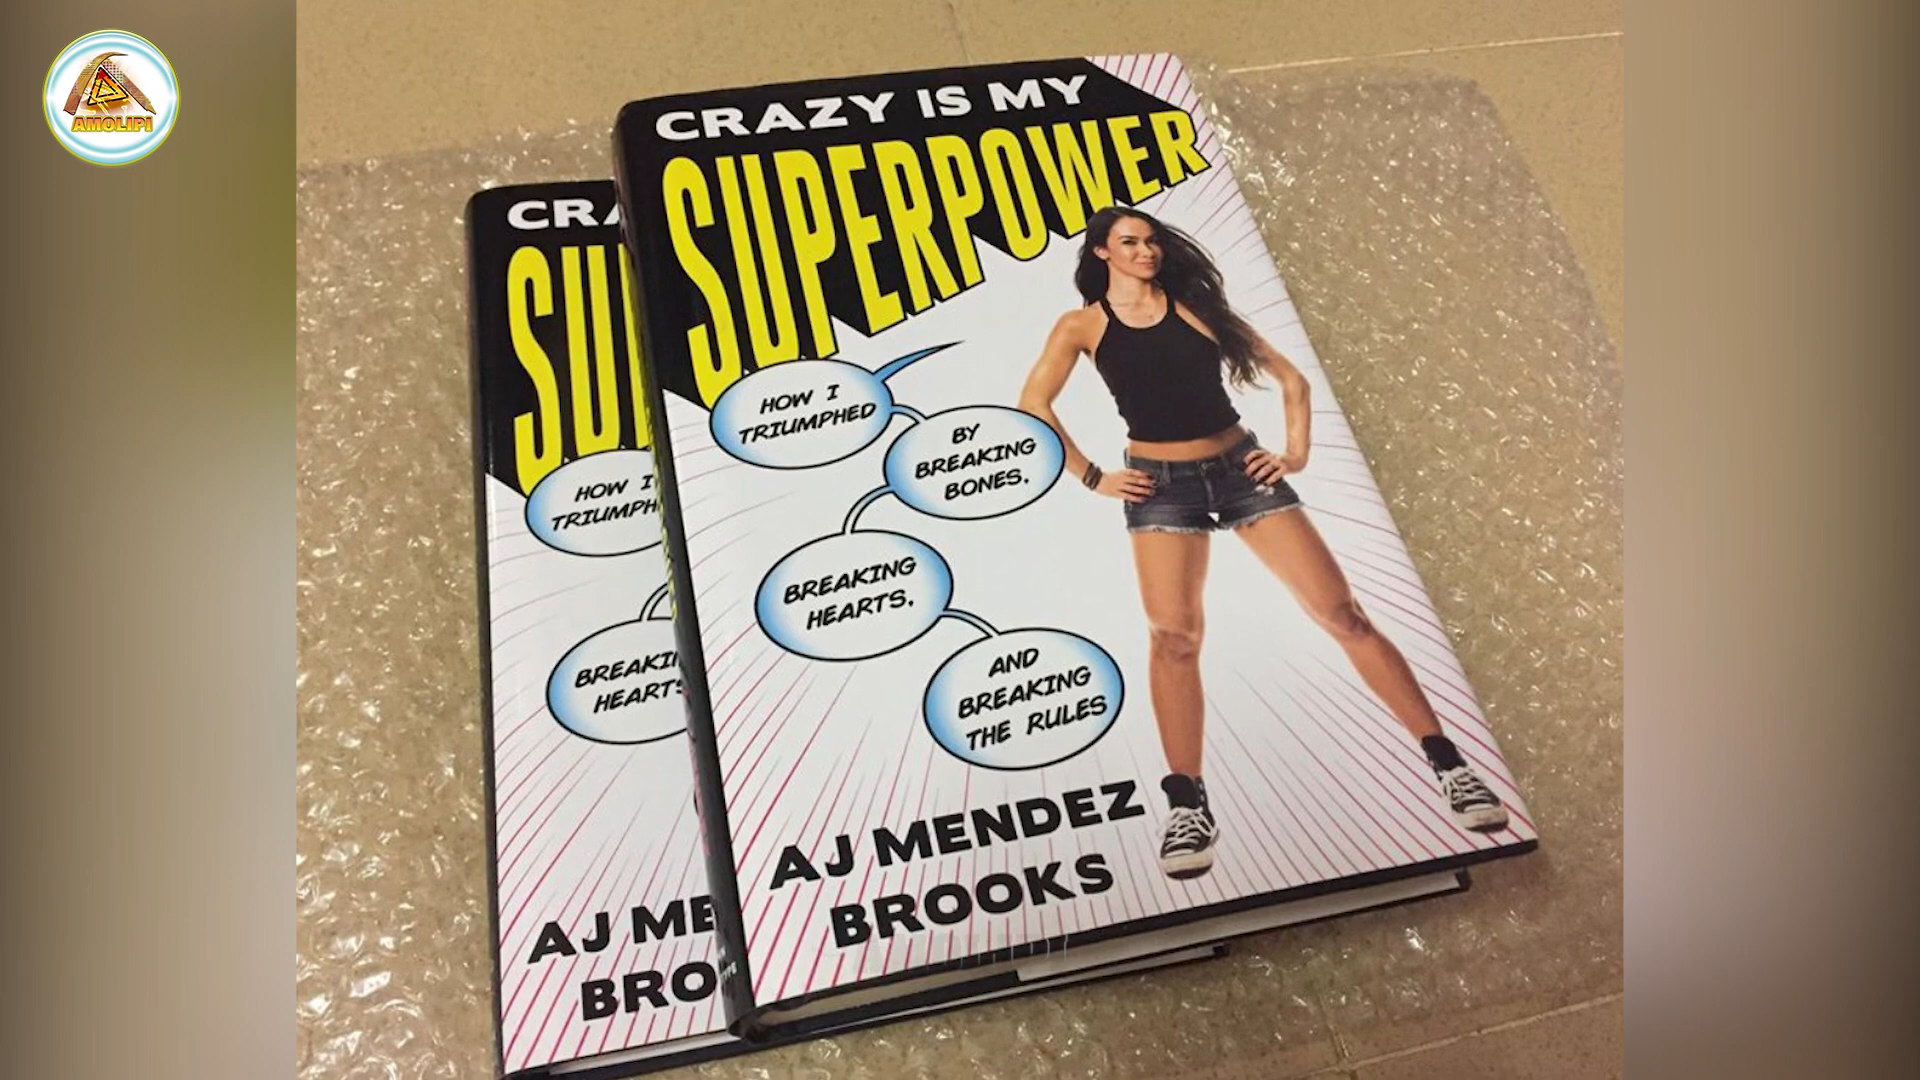 AMOLIPI
CRAZY IS MY
SUPERPOWER
HOW I
TRIUMPHED
BY
BREAKING
BONES,
BREAKING
HEARTS,
AND
BREAKING
THE RULES
AJ MENDEZ
BROOKS
CRA
SU
HOW I
TRIUMPH
BREAKI
HEARTS
AJ ME
BRO